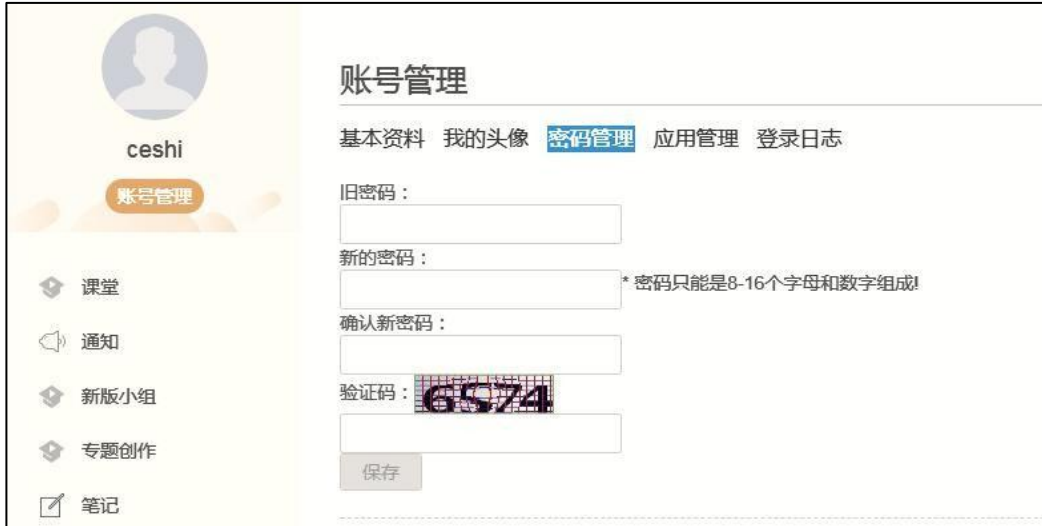 ceshi
账号管理
课堂
通知
新版小组
专题创作
笔记
账号管理
基本资料 我的头像 密码管理 应用管理 登录日志
旧密码：
新的密码：
* 密码只能是8-16个字母和数字组成!
确认新密码：
验证码：6574
保存